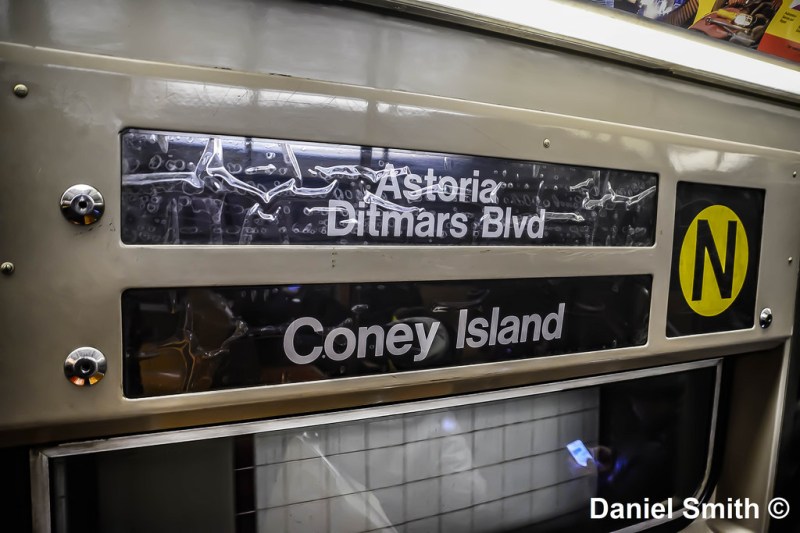 Astoria
Ditmars Blvd
N
Coney Island
Daniel Smith ©